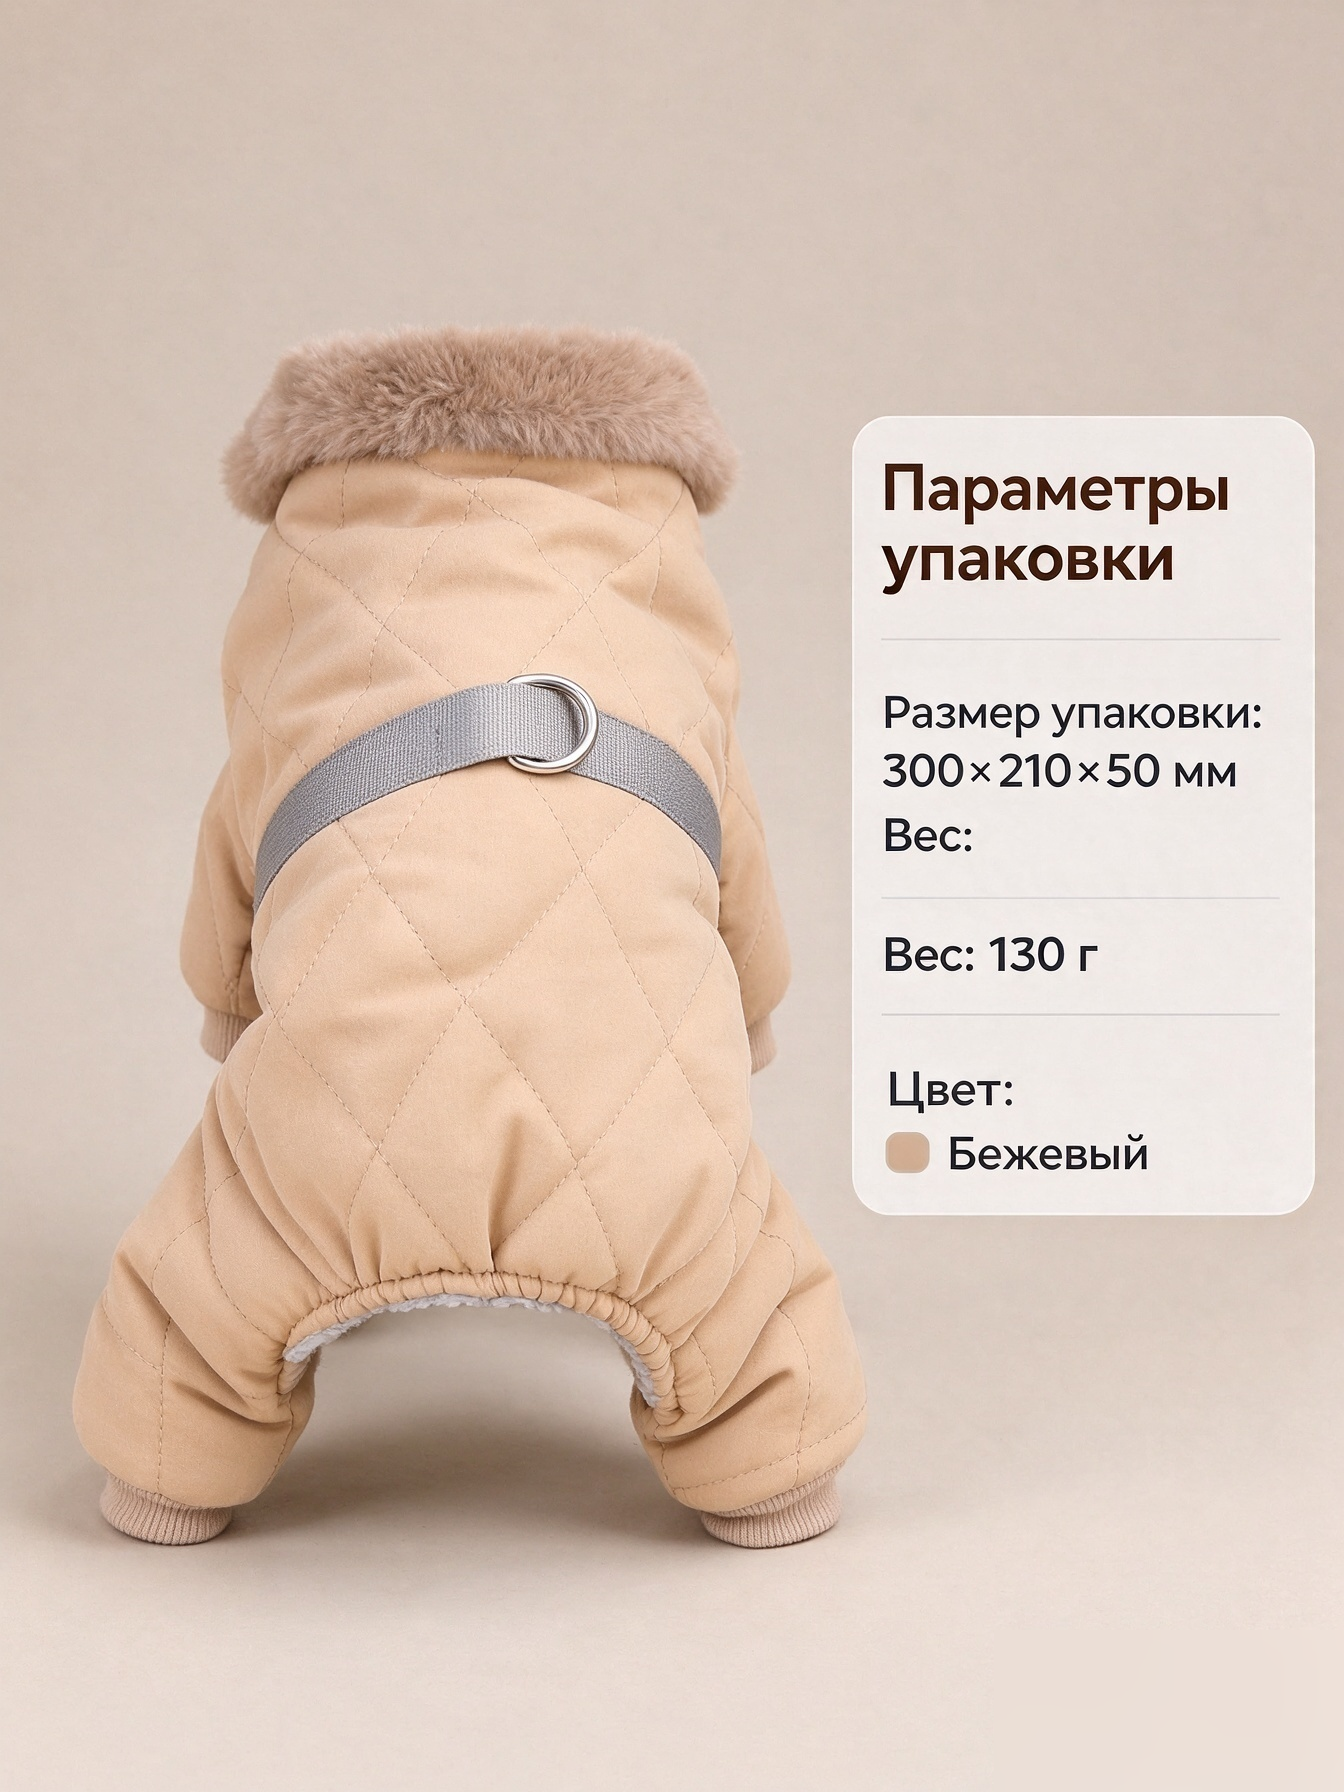 Параметры
упаковки
Размер упаковки:
300×210×50 мм
Вес:
Вес: 130 г
Цвет:
Бежевый